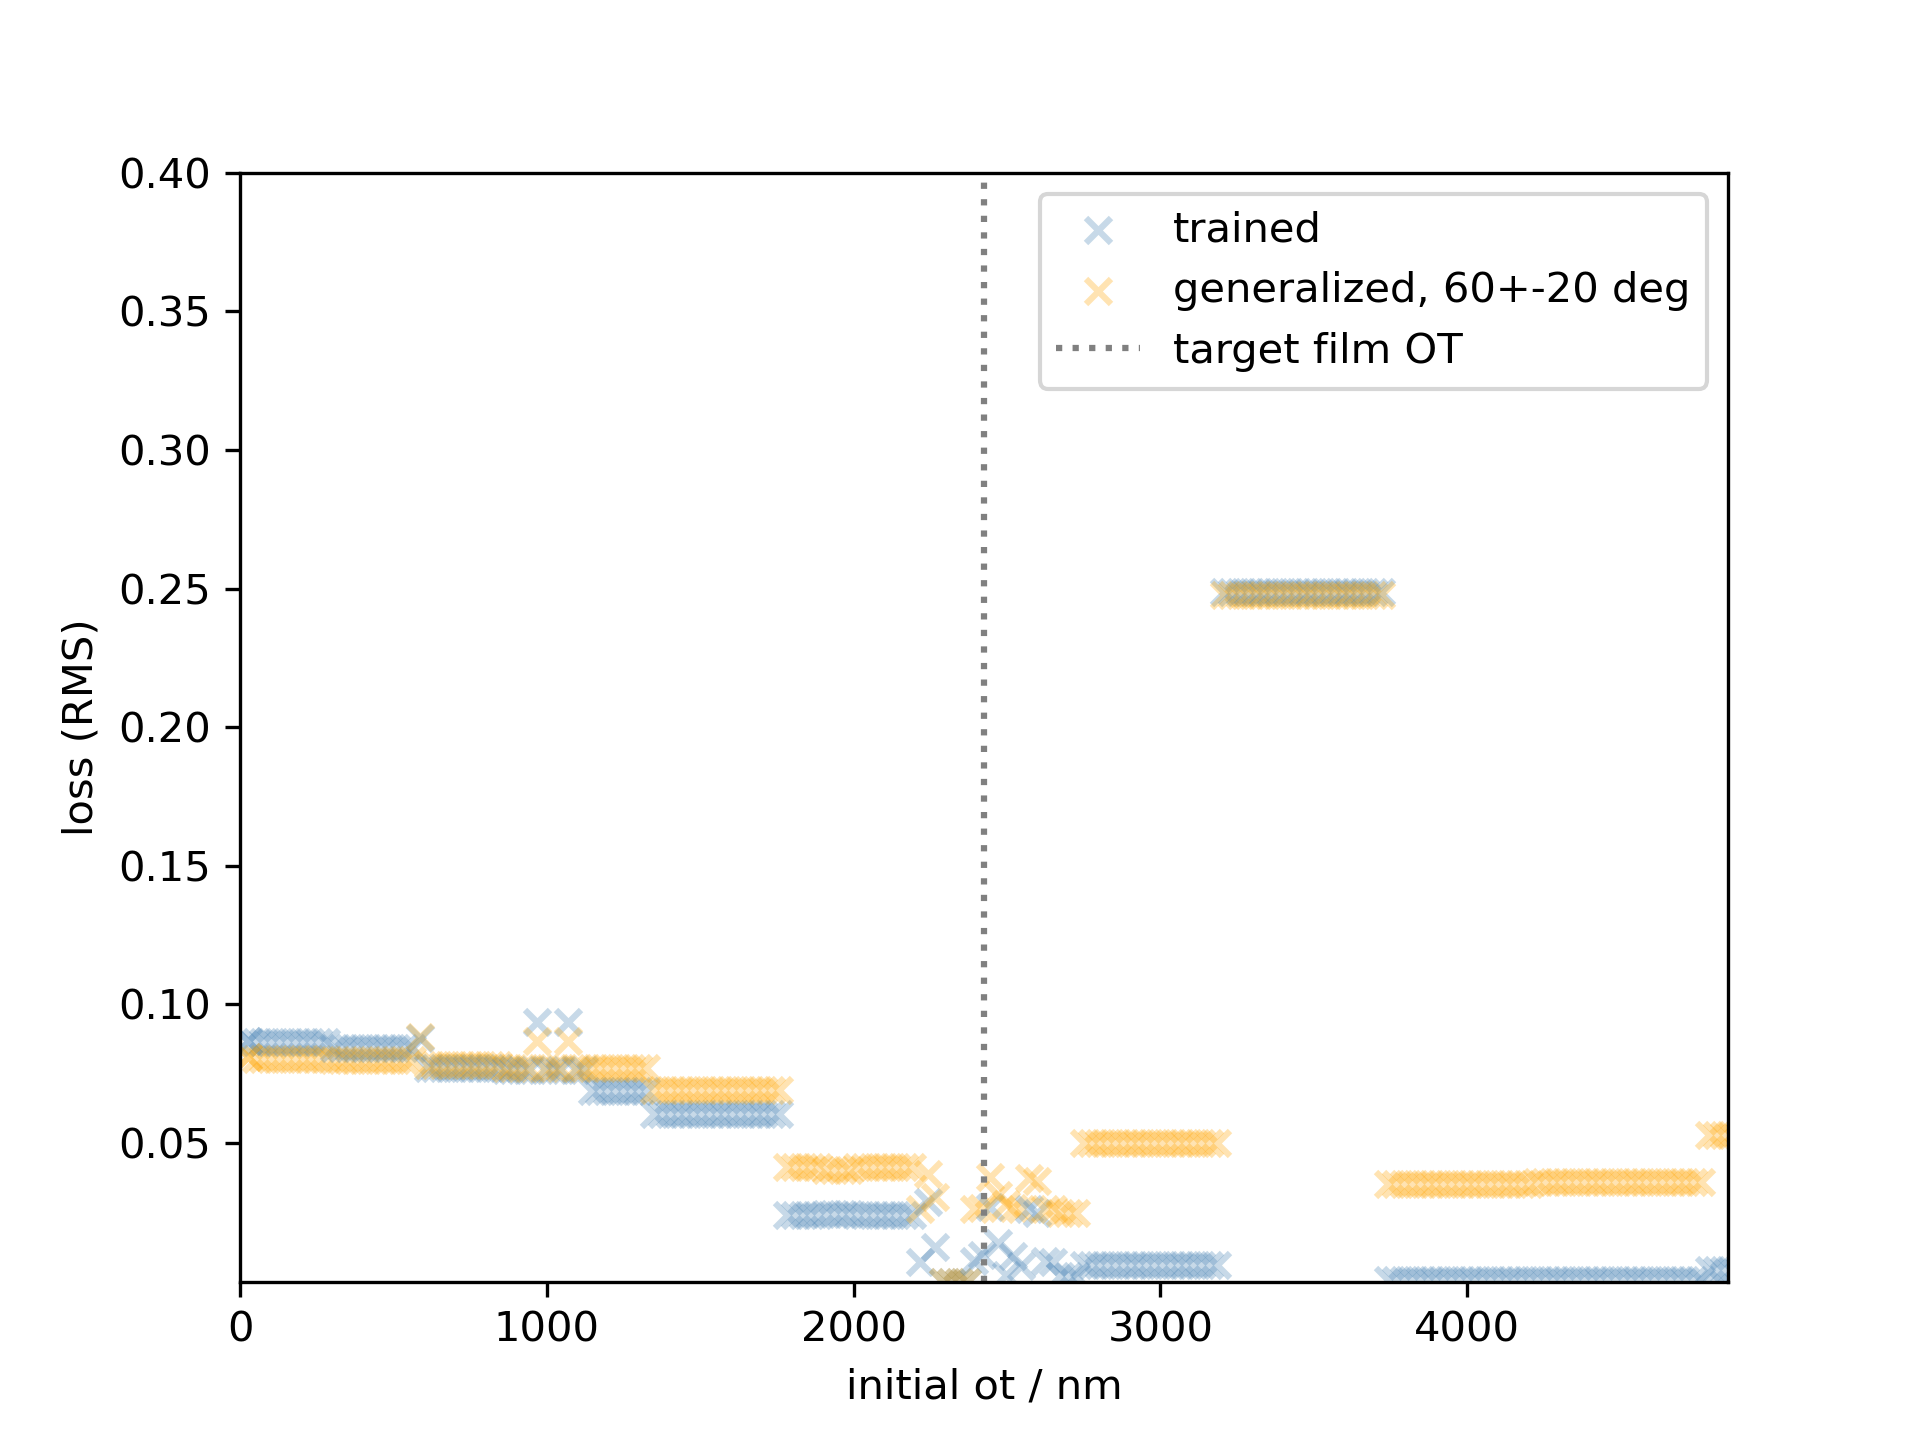 0.40
0.35
0.30
0.25
0.20
0.15
0.10
0.05
loss (RMS)
trained
generalized, 60+-20 deg
target film OT
0 1000 2000 3000 4000
initial ot / nm